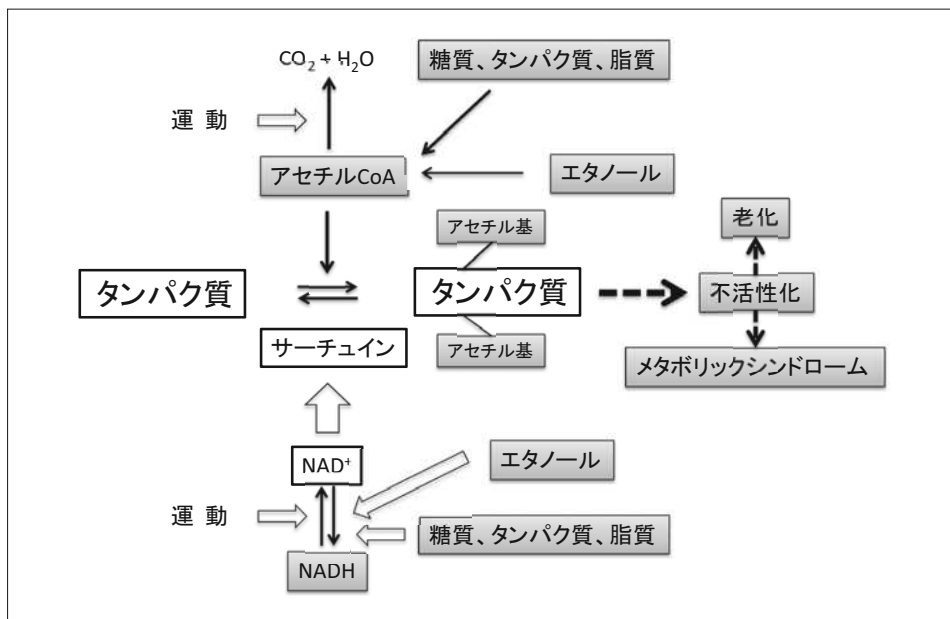 CO₂ + H₂O
糖質、タンパク質、脂質
運 動
アセチルCoA
エタノール
アセチル基
老化
タンパク質
タンパク質
不活性化
サーチュイン
アセチル基
メタボリックシンドローム
NAD⁺
エタノール
運 動
糖質、タンパク質、脂質
NADH